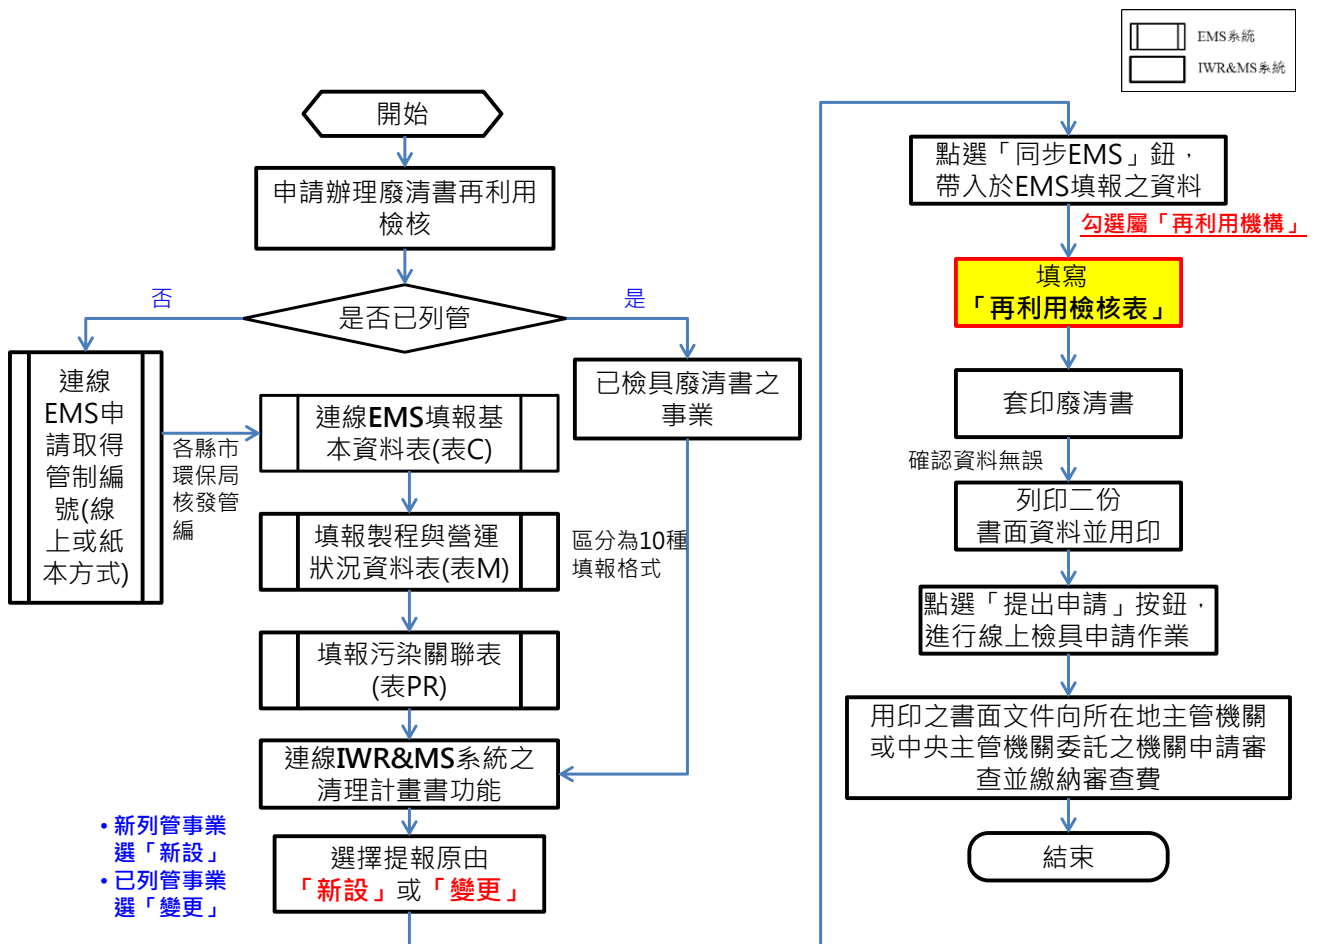 EMS系統
IWR&MS系統
開始
申請辦理廢清書再利用
檢核
是否已列管
否
是
連線
EMS申
請取得
管制編
號(線
上或紙
本方式)
各縣市
環保局
核發管
編
連線EMS填報基
本資料表(表C)
已檢具廢清書之
事業
填報製程與營運
狀況資料表(表M)
區分為10種
填報格式
填報污染關聯表
(表PR)
連線IWR&MS系統之
清理計畫書功能
•新列管事業
選「新設」
•已列管事業
選「變更」
選擇提報原由
「新設」或「變更」
點選「同步EMS」鈕，
帶入於EMS填報之資料
勾選屬「再利用機構」
填寫
「再利用檢核表」
套印廢清書
確認資料無誤
列印二份
書面資料並用印
點選「提出申請」按鈕，
進行線上檢具申請作業
用印之書面文件向所在地主管機關
或中央主管機關委託之機關申請審
查並繳納審查費
結束